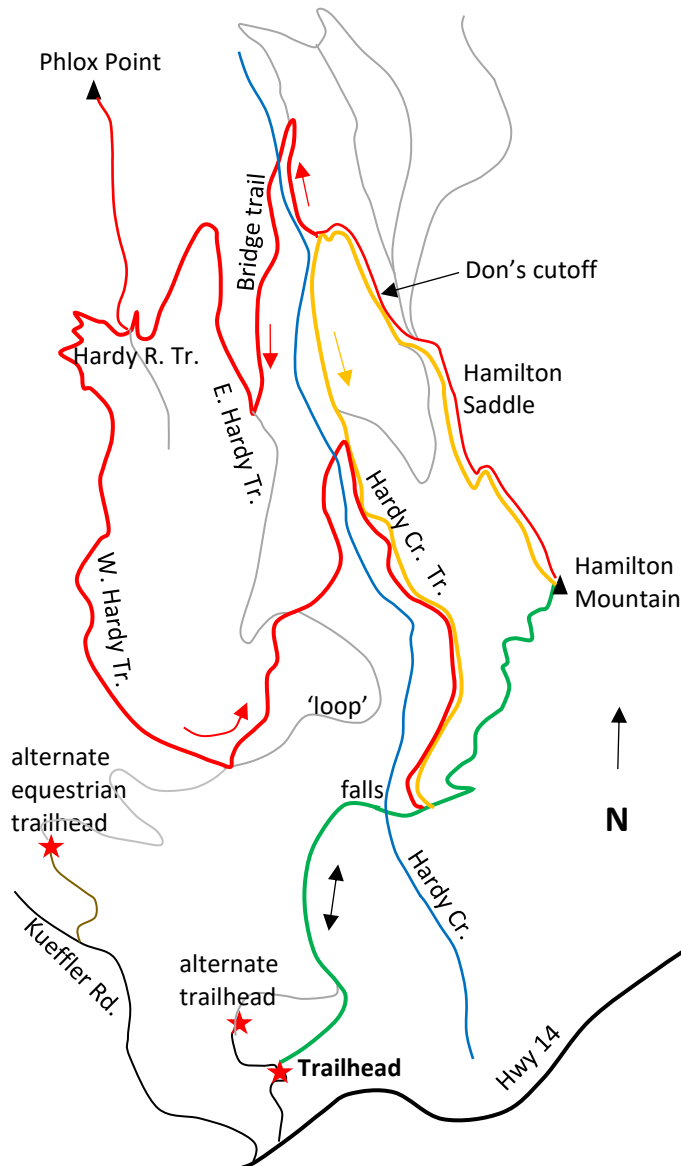 Phlox Point
Bridge trail
Don's cutoff
Hardy R. Tr.
Hamilton
Saddle
E. Hardy Tr.
Hardy Cr. Tr.
Hamilton
Mountain
W. Hardy Tr.
'loop'
alternate
equestrian
trailhead
falls
N
Hardy Cr.
Kueffler Rd.
alternate
trailhead
Trailhead
Hwy 14